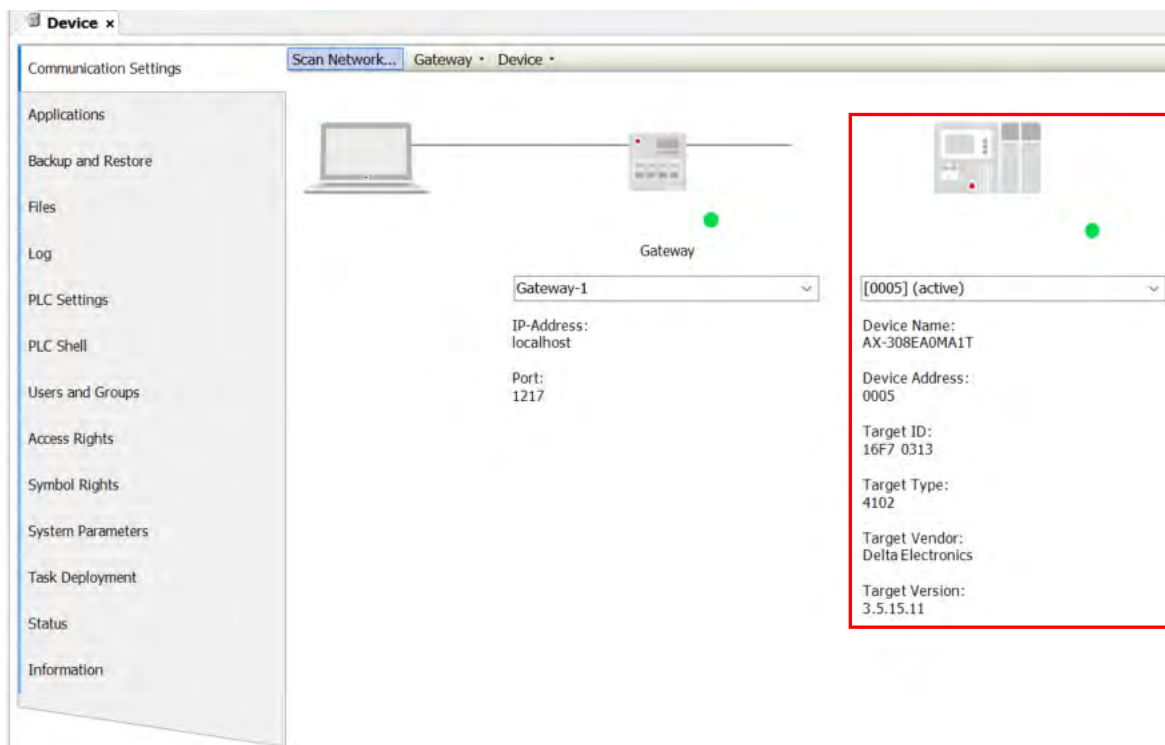 Device x
Communication Settings
Applications
Backup and Restore
Files
Log
PLC Settings
PLC Shell
Users and Groups
Access Rights
Symbol Rights
System Parameters
Task Deployment
Status
Information
Scan Network... Gateway Device
Gateway
Gateway-1
IP-Address:
localhost
Port:
1217
[0005] (active)
Device Name:
AX-308EA0MA1T
Device Address:
0005
Target ID:
16F7 0313
Target Type:
4102
Target Vendor:
Delta Electronics
Target Version:
3.5.15.11